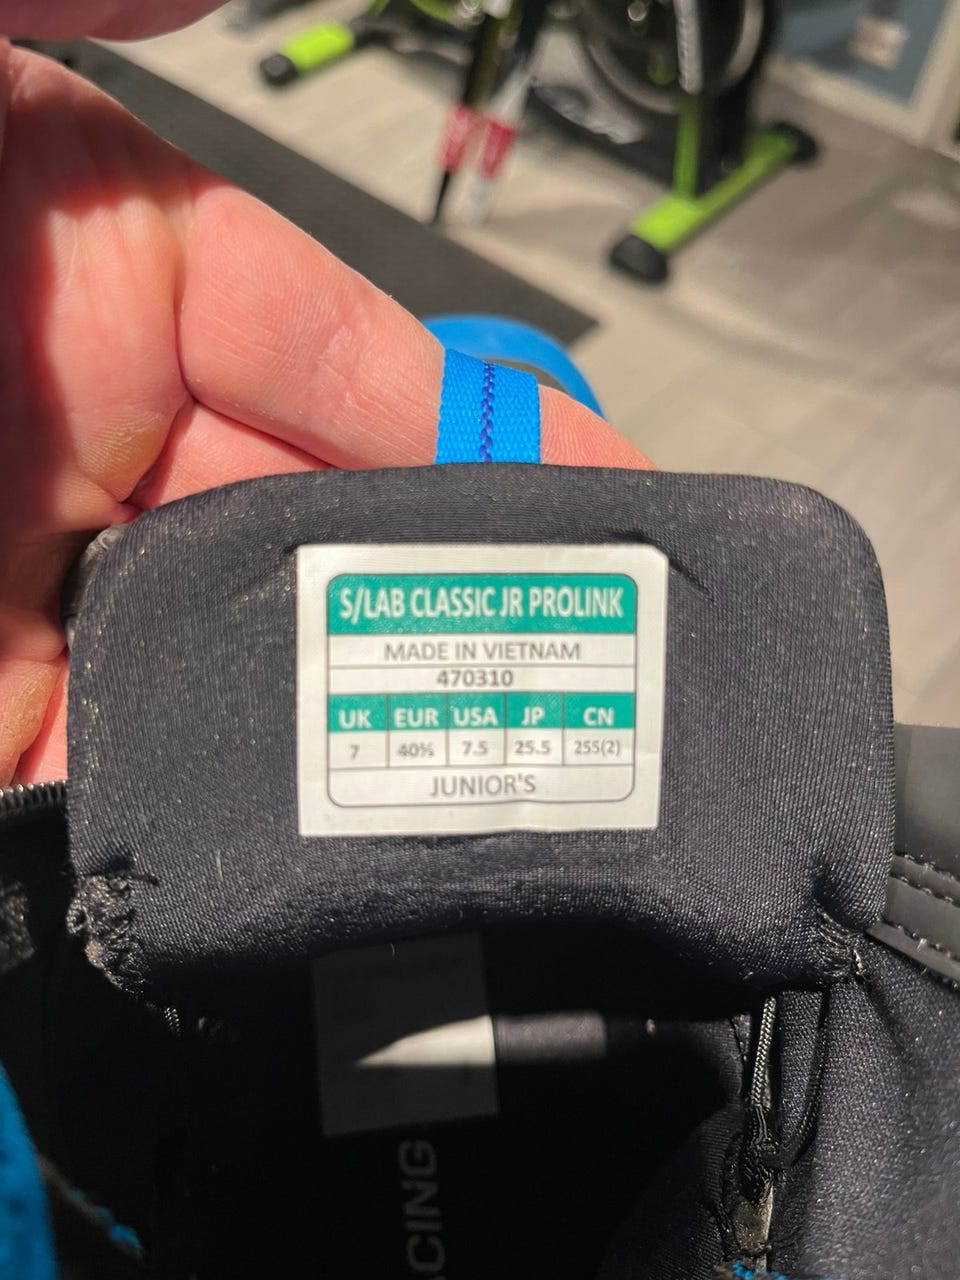 S/LAB CLASSIC JR PROLINK
MADE IN VIETNAM
470310
UK EUR USA JP CN
7 40⅔ 7.5 25.5 255(2)
JUNIOR'S